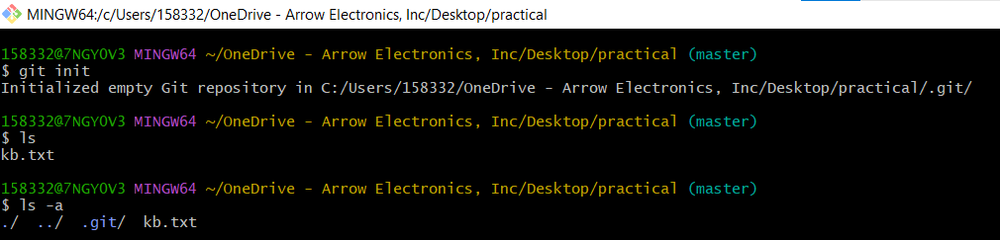 MINGW64:/c/Users/158332/OneDrive - Arrow Electronics, Inc/Desktop/practical
158332@7NGYOV3 MINGW64 ~/OneDrive - Arrow Electronics, Inc/Desktop/practical (master)
$ git init
Initialized empty Git repository in C:/Users/158332/OneDrive - Arrow Electronics, Inc/Desktop/practical/.git/
158332@7NGYOV3 MINGW64 ~/OneDrive - Arrow Electronics, Inc/Desktop/practical (master)
$ ls
kb.txt
158332@7NGYOV3 MINGW64 ~/OneDrive - Arrow Electronics, Inc/Desktop/practical (master)
$ ls -a
./  ../  .git/  kb.txt